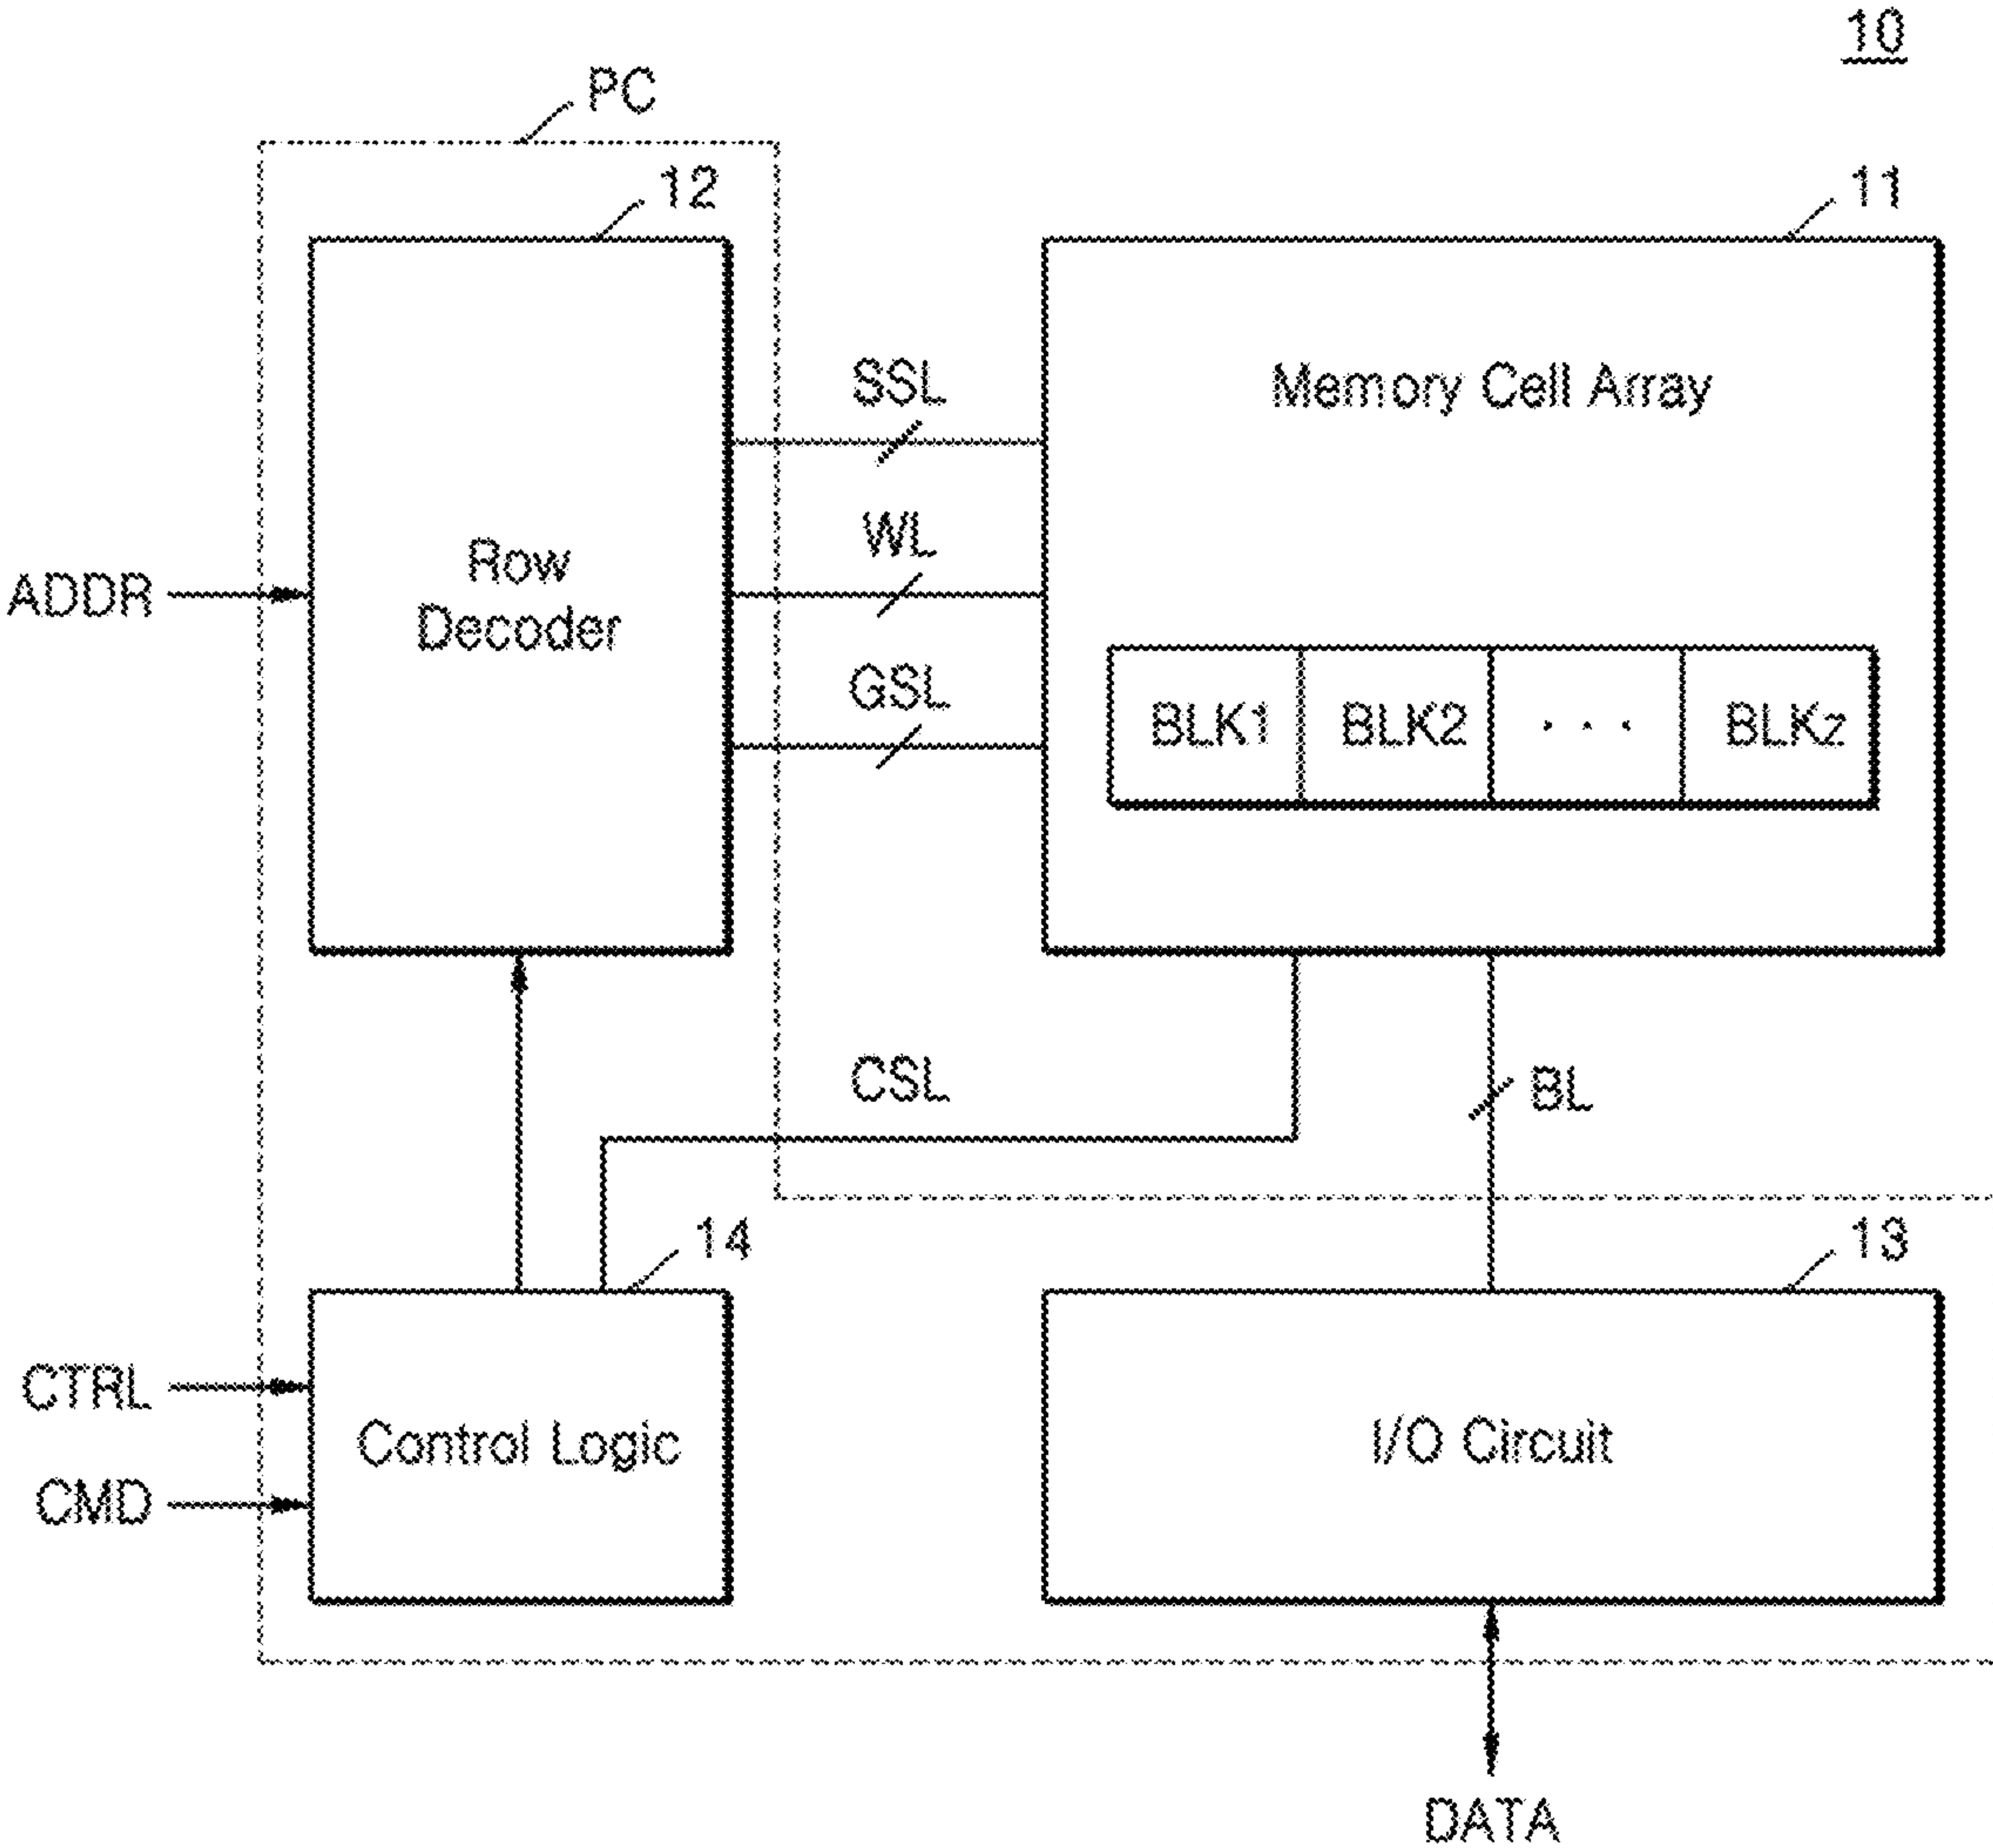 10
PC
12
11
SSL
Memory Cell Array
WL
Row
Decoder
ADDR
GSL
BLK1 BLK2 . . . BLKz
CSL
BL
14
13
CTRL
Control Logic
I/O Circuit
CMD
DATA